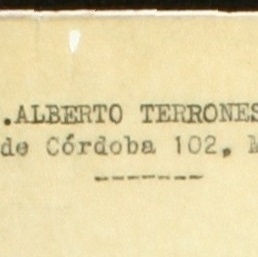 .ALBERTO TERRONES
de Córdoba 102, M
--------